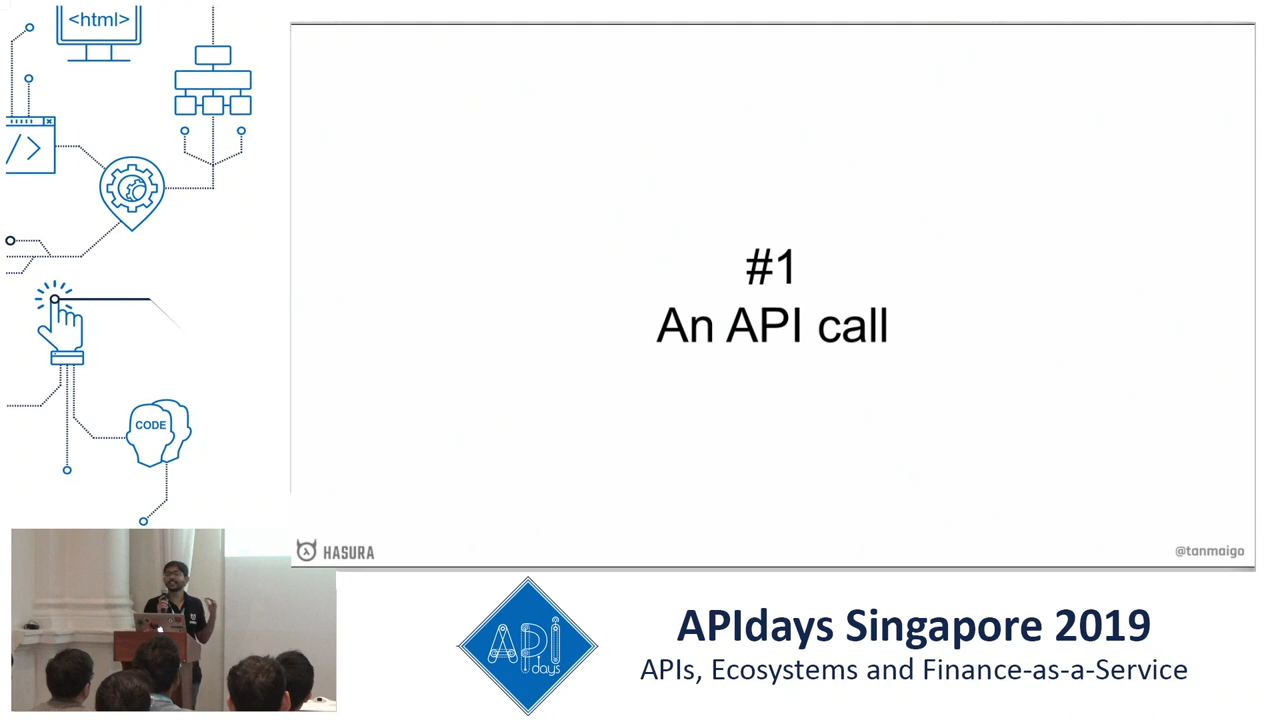 <html>
</>
CODE
#1
An API call
HASURA
@tanmaigo
API
days
APIdays Singapore 2019
APIs, Ecosystems and Finance-as-a-Service